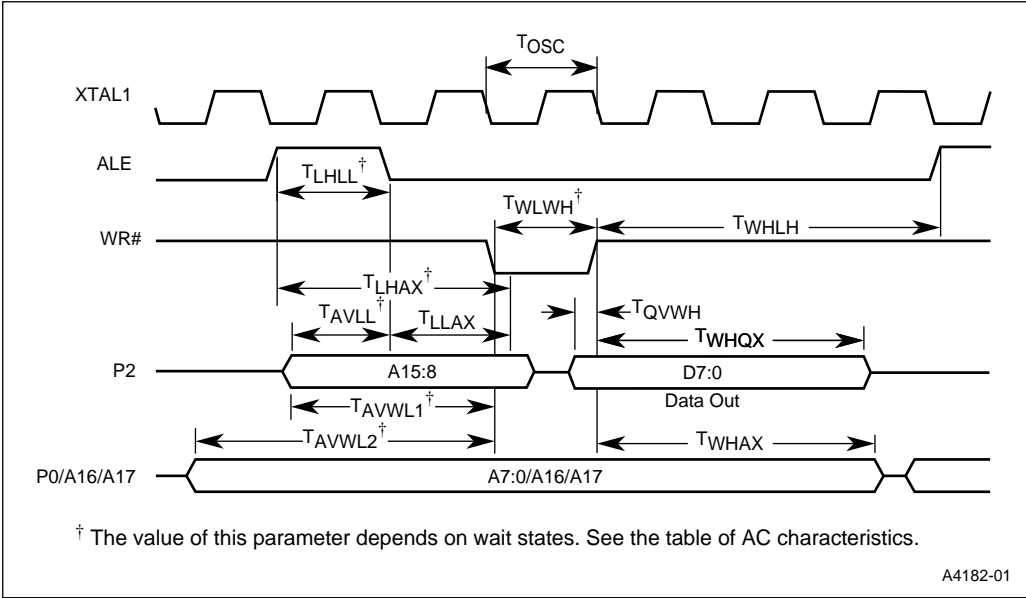 TOSC
XTAL1
ALE
TLHLL†
TWLWH†
TWHLH
WR#
TLHAX†
TAVLL†
TLLAX
TQVWH
TWHQX
P2
A15:8
D7:0
Data Out
TAVWL1†
TAVWL2†
TWHAX
P0/A16/A17
A7:0/A16/A17
† The value of this parameter depends on wait states. See the table of AC characteristics.
A4182-01